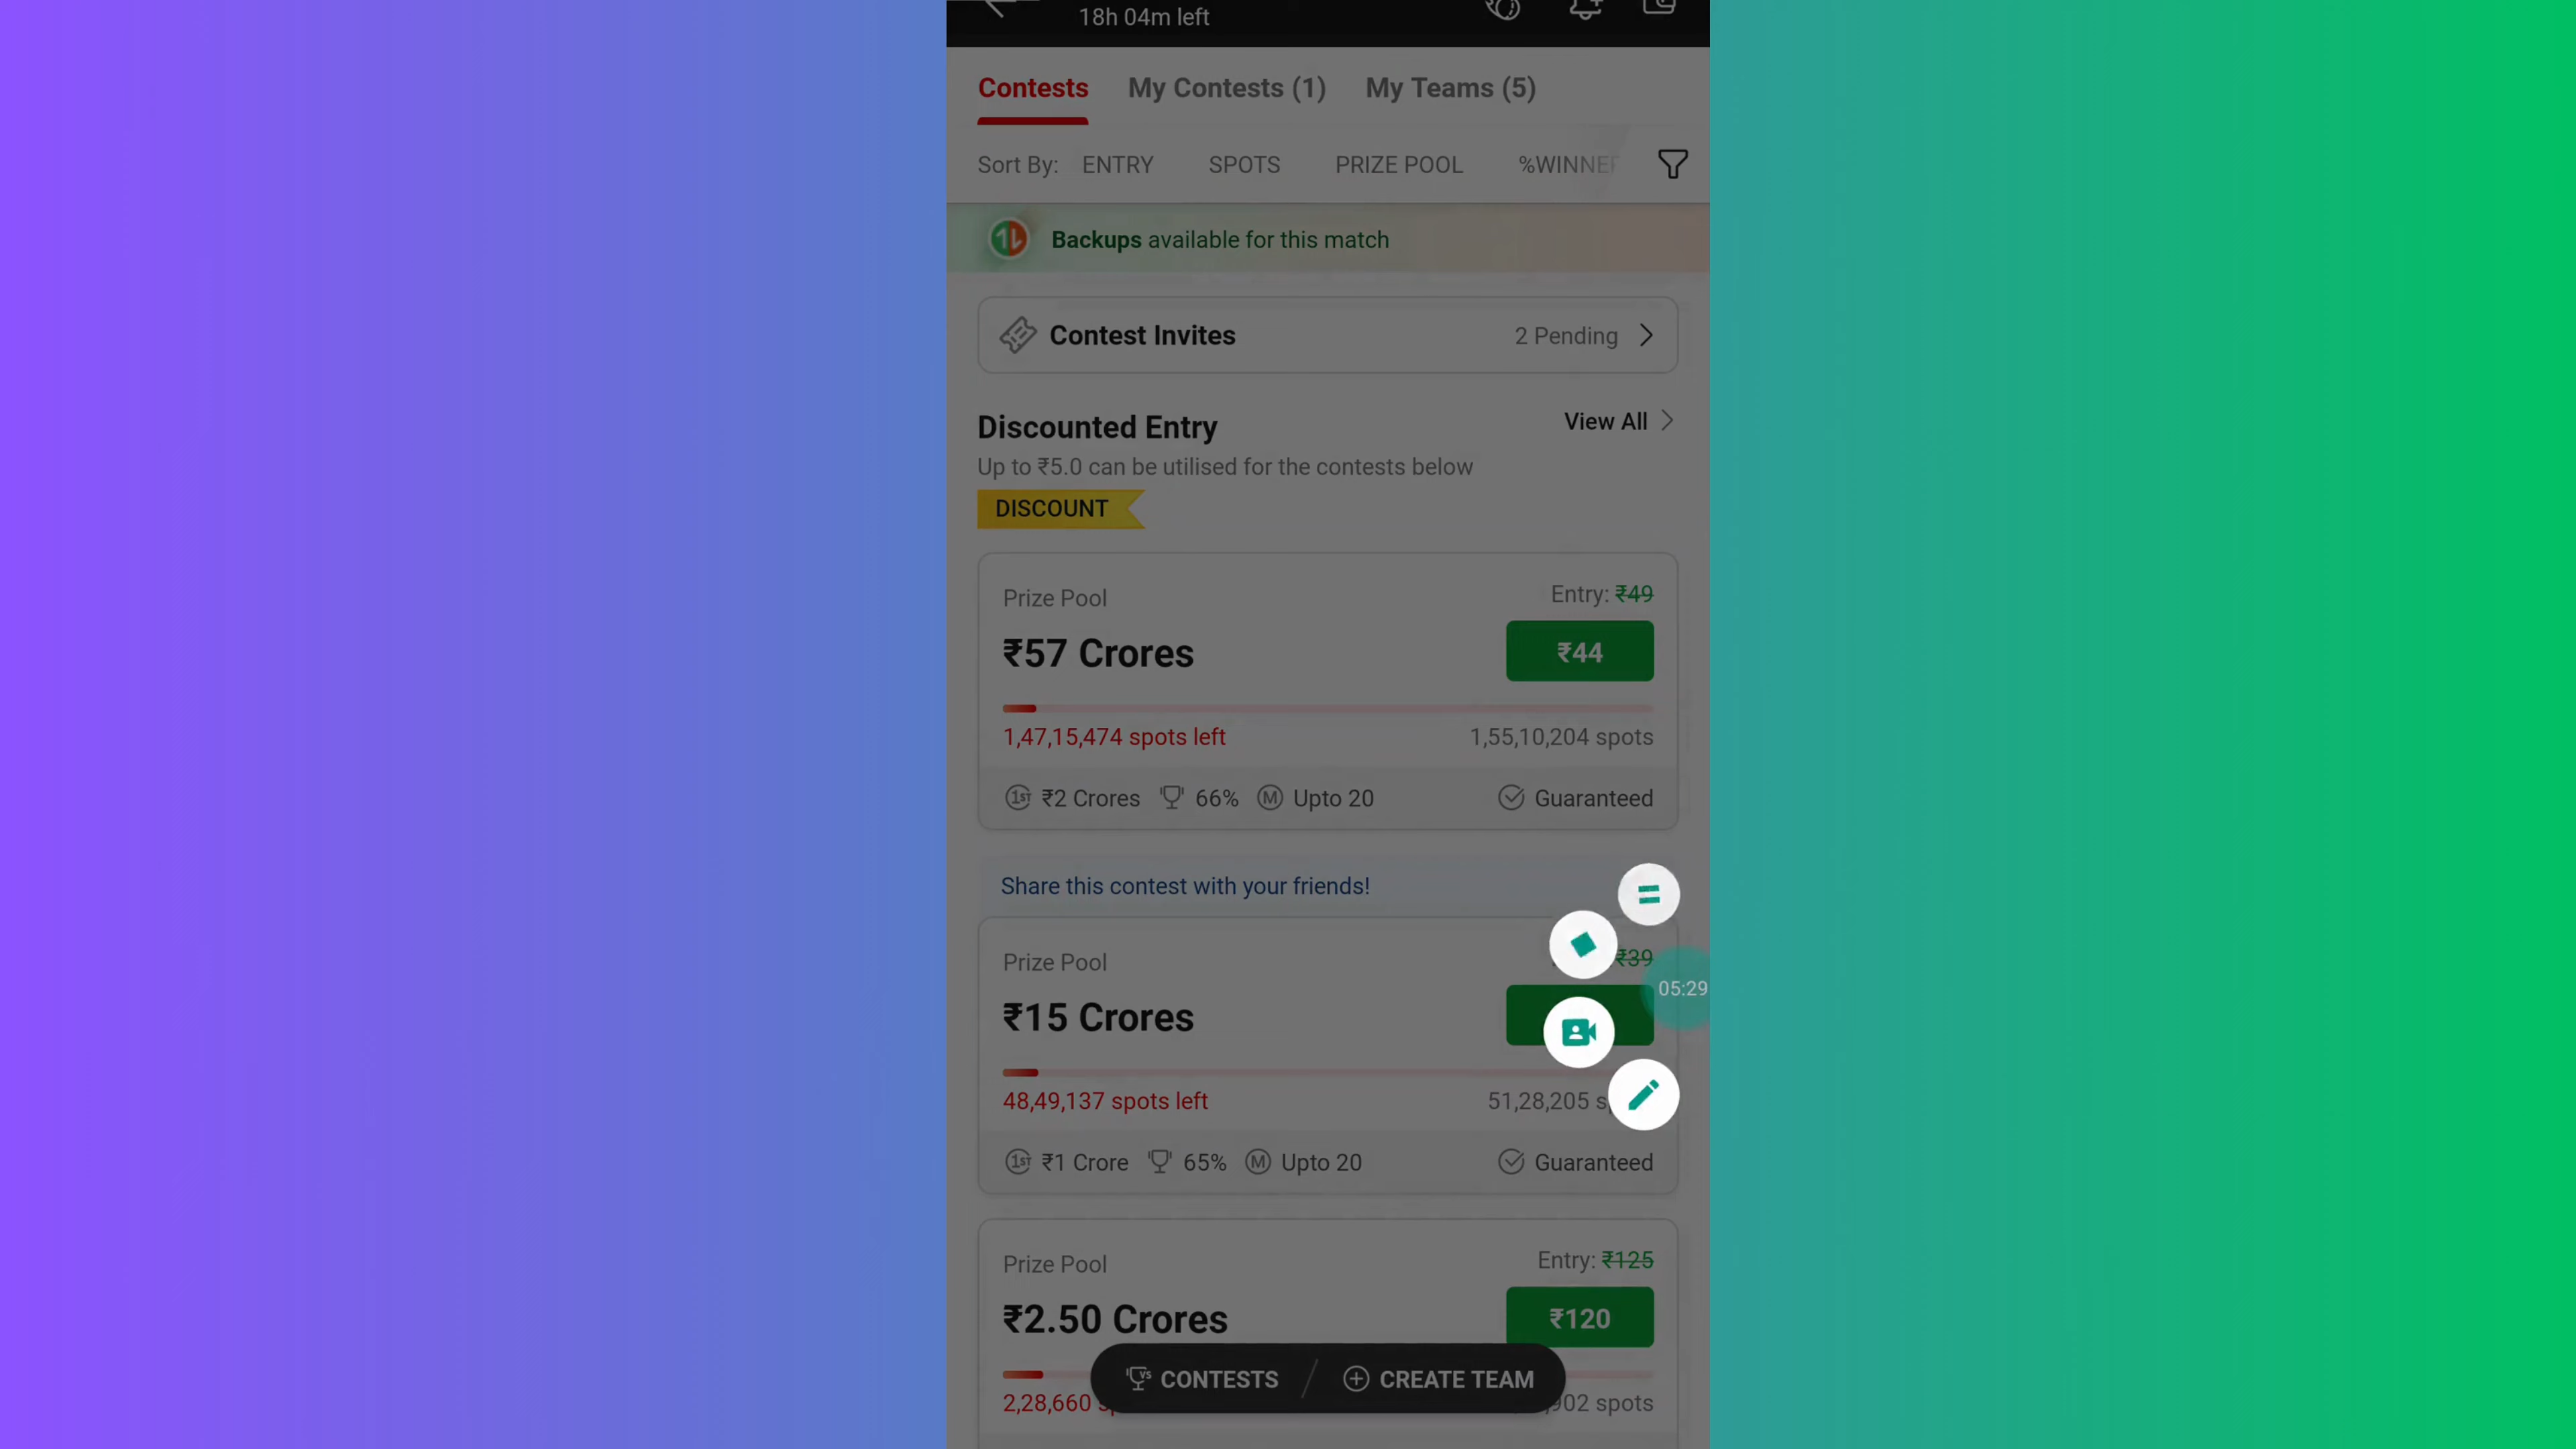 18h 04m left
Contests My Contests (1) My Teams (5)
Sort By: ENTRY SPOTS PRIZE POOL
Backups available for this match
Contest Invites 2 Pending
Discounted Entry View All
Up to ₹5.0 can be utilised for the contests below
DISCOUNT
Prize Pool Entry: ₹49
₹57 Crores ₹44
1,47,15,474 spots left 1,55,10,204 spots
1ST ₹2 Crores 66% M Upto 20 Guaranteed
Share this contest with your friends!
Prize Pool ₹39
05:29
₹15 Crores
48,49,137 spots left 51,28,205
1ST ₹1 Crore 65% M Upto 20 Guaranteed
Prize Pool Entry: ₹125
₹2.50 Crores ₹120
VS CONTESTS CREATE TEAM
2,28,660 spots